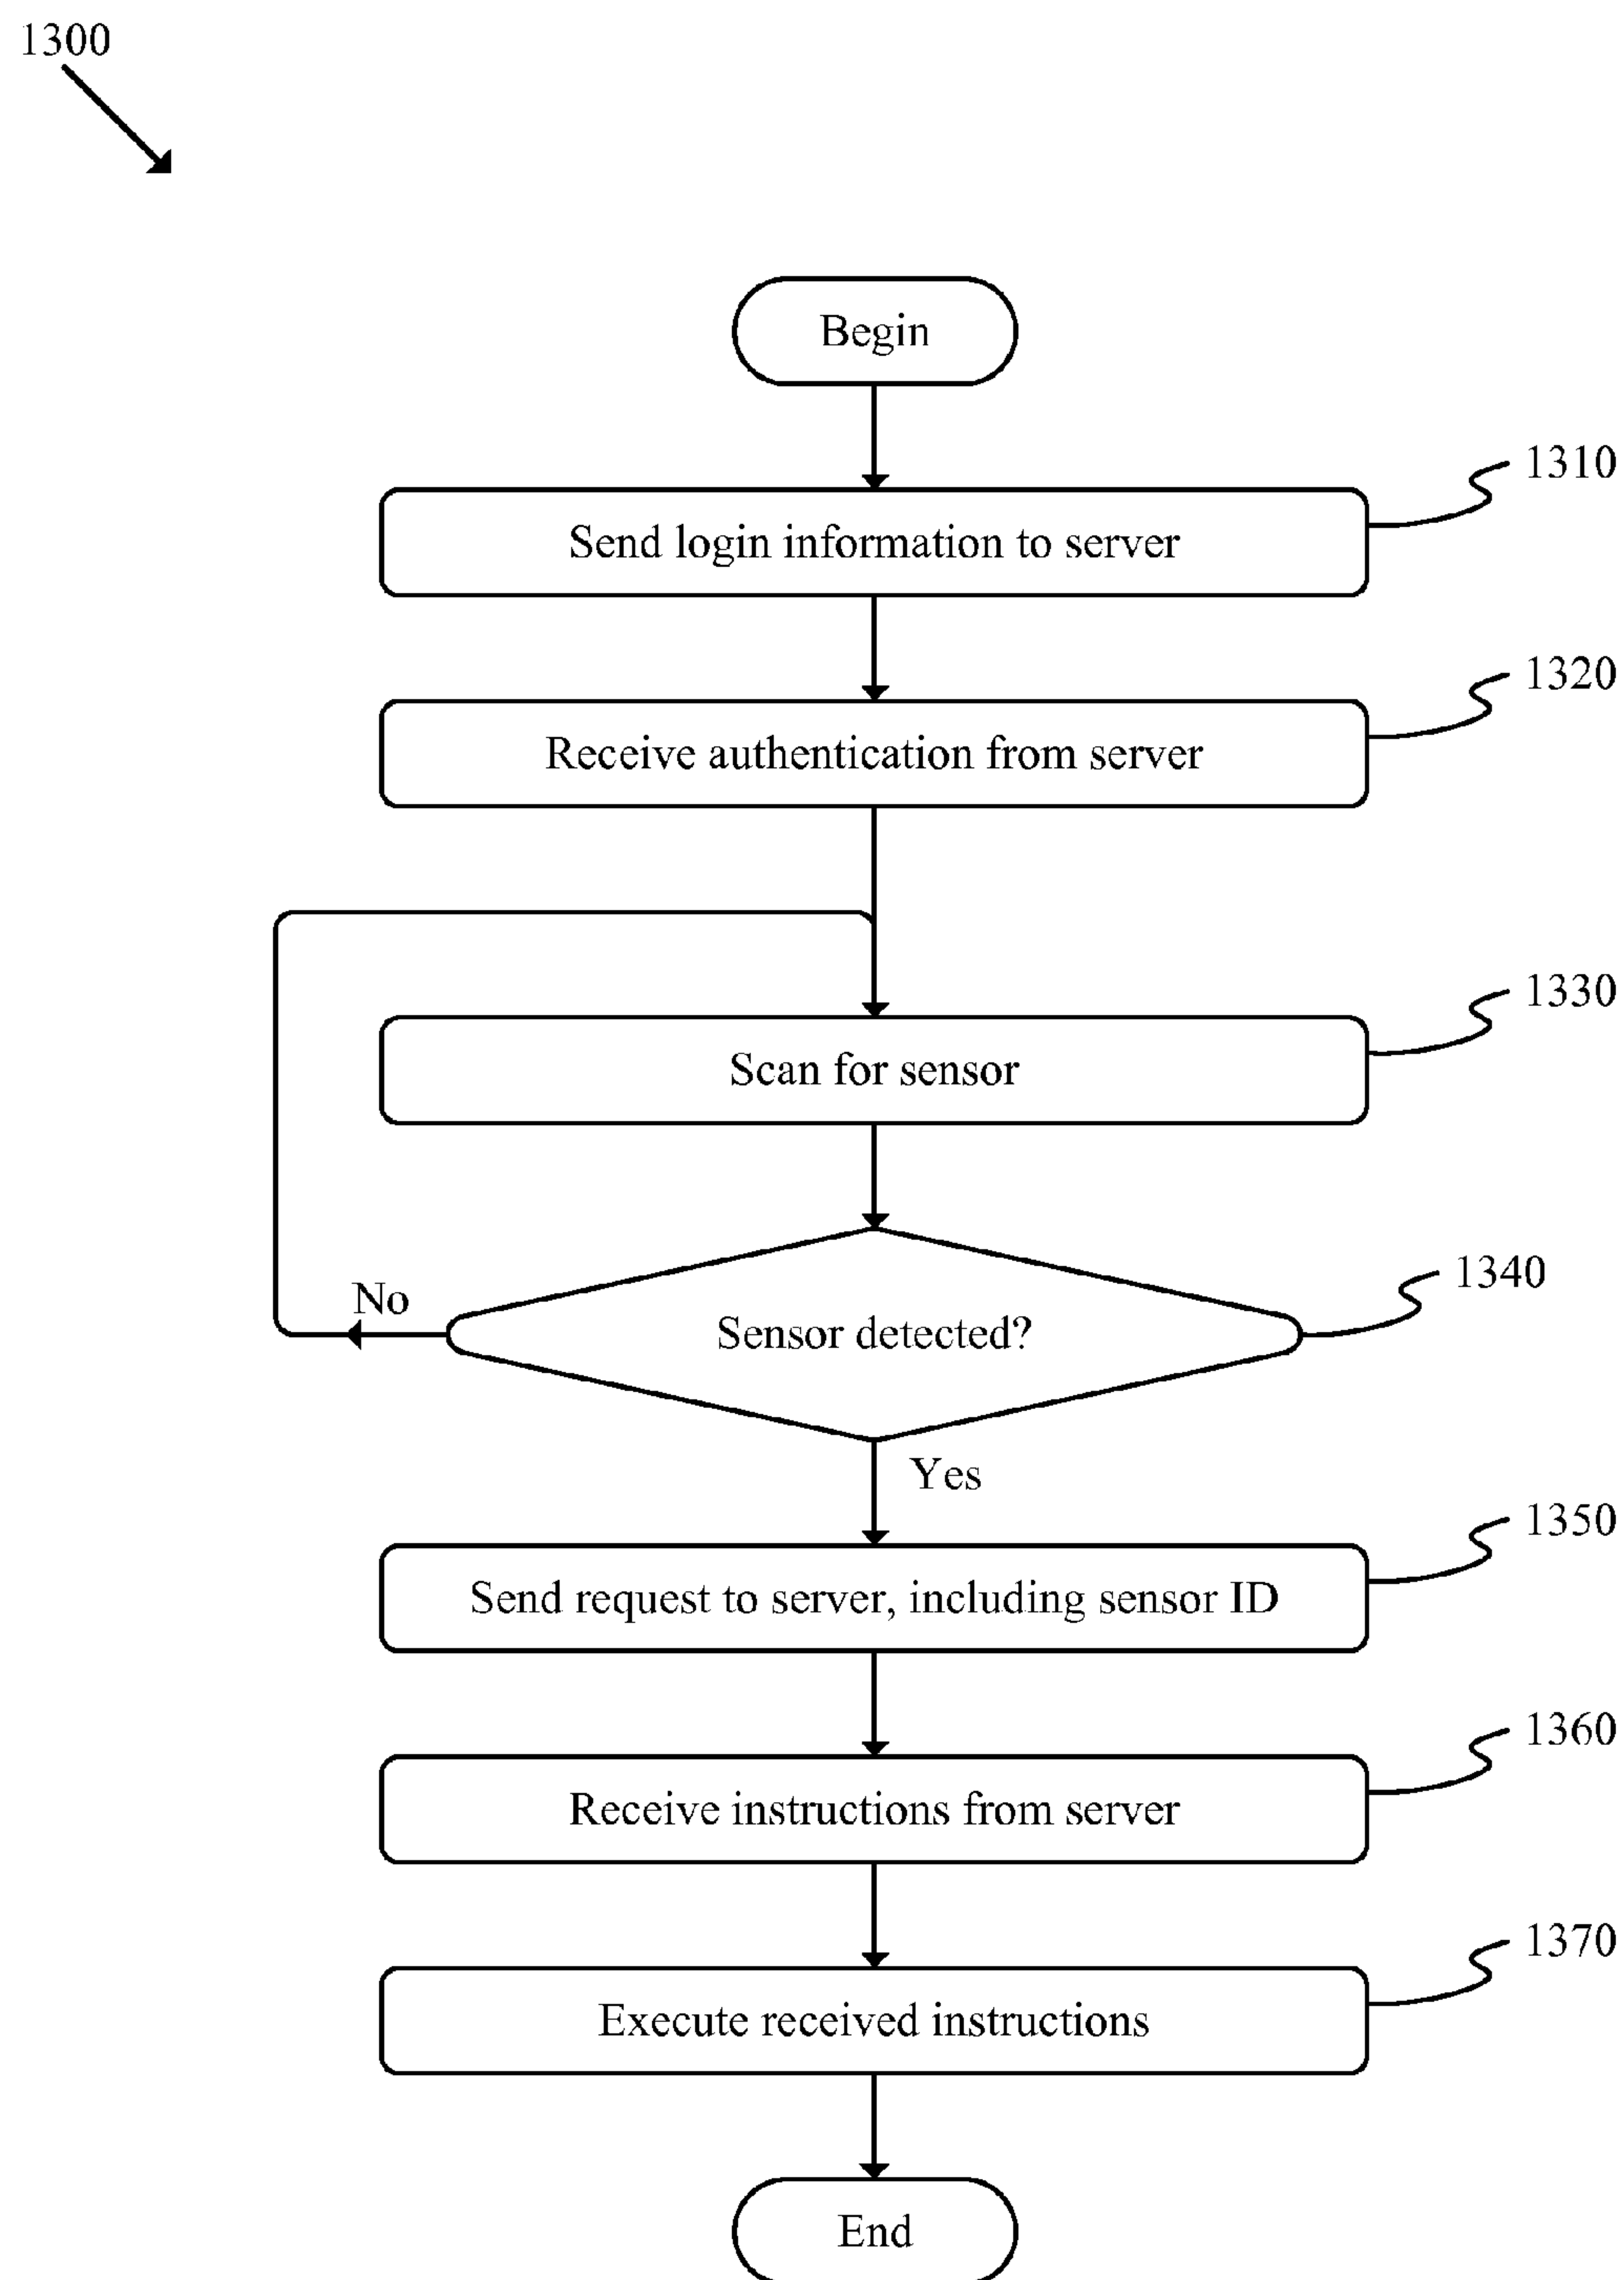 1300
Begin
1310
Send login information to server
1320
Receive authentication from server
1330
Scan for sensor
1340
No
Sensor detected?
Yes
1350
Send request to server, including sensor ID
1360
Receive instructions from server
1370
Execute received instructions
End